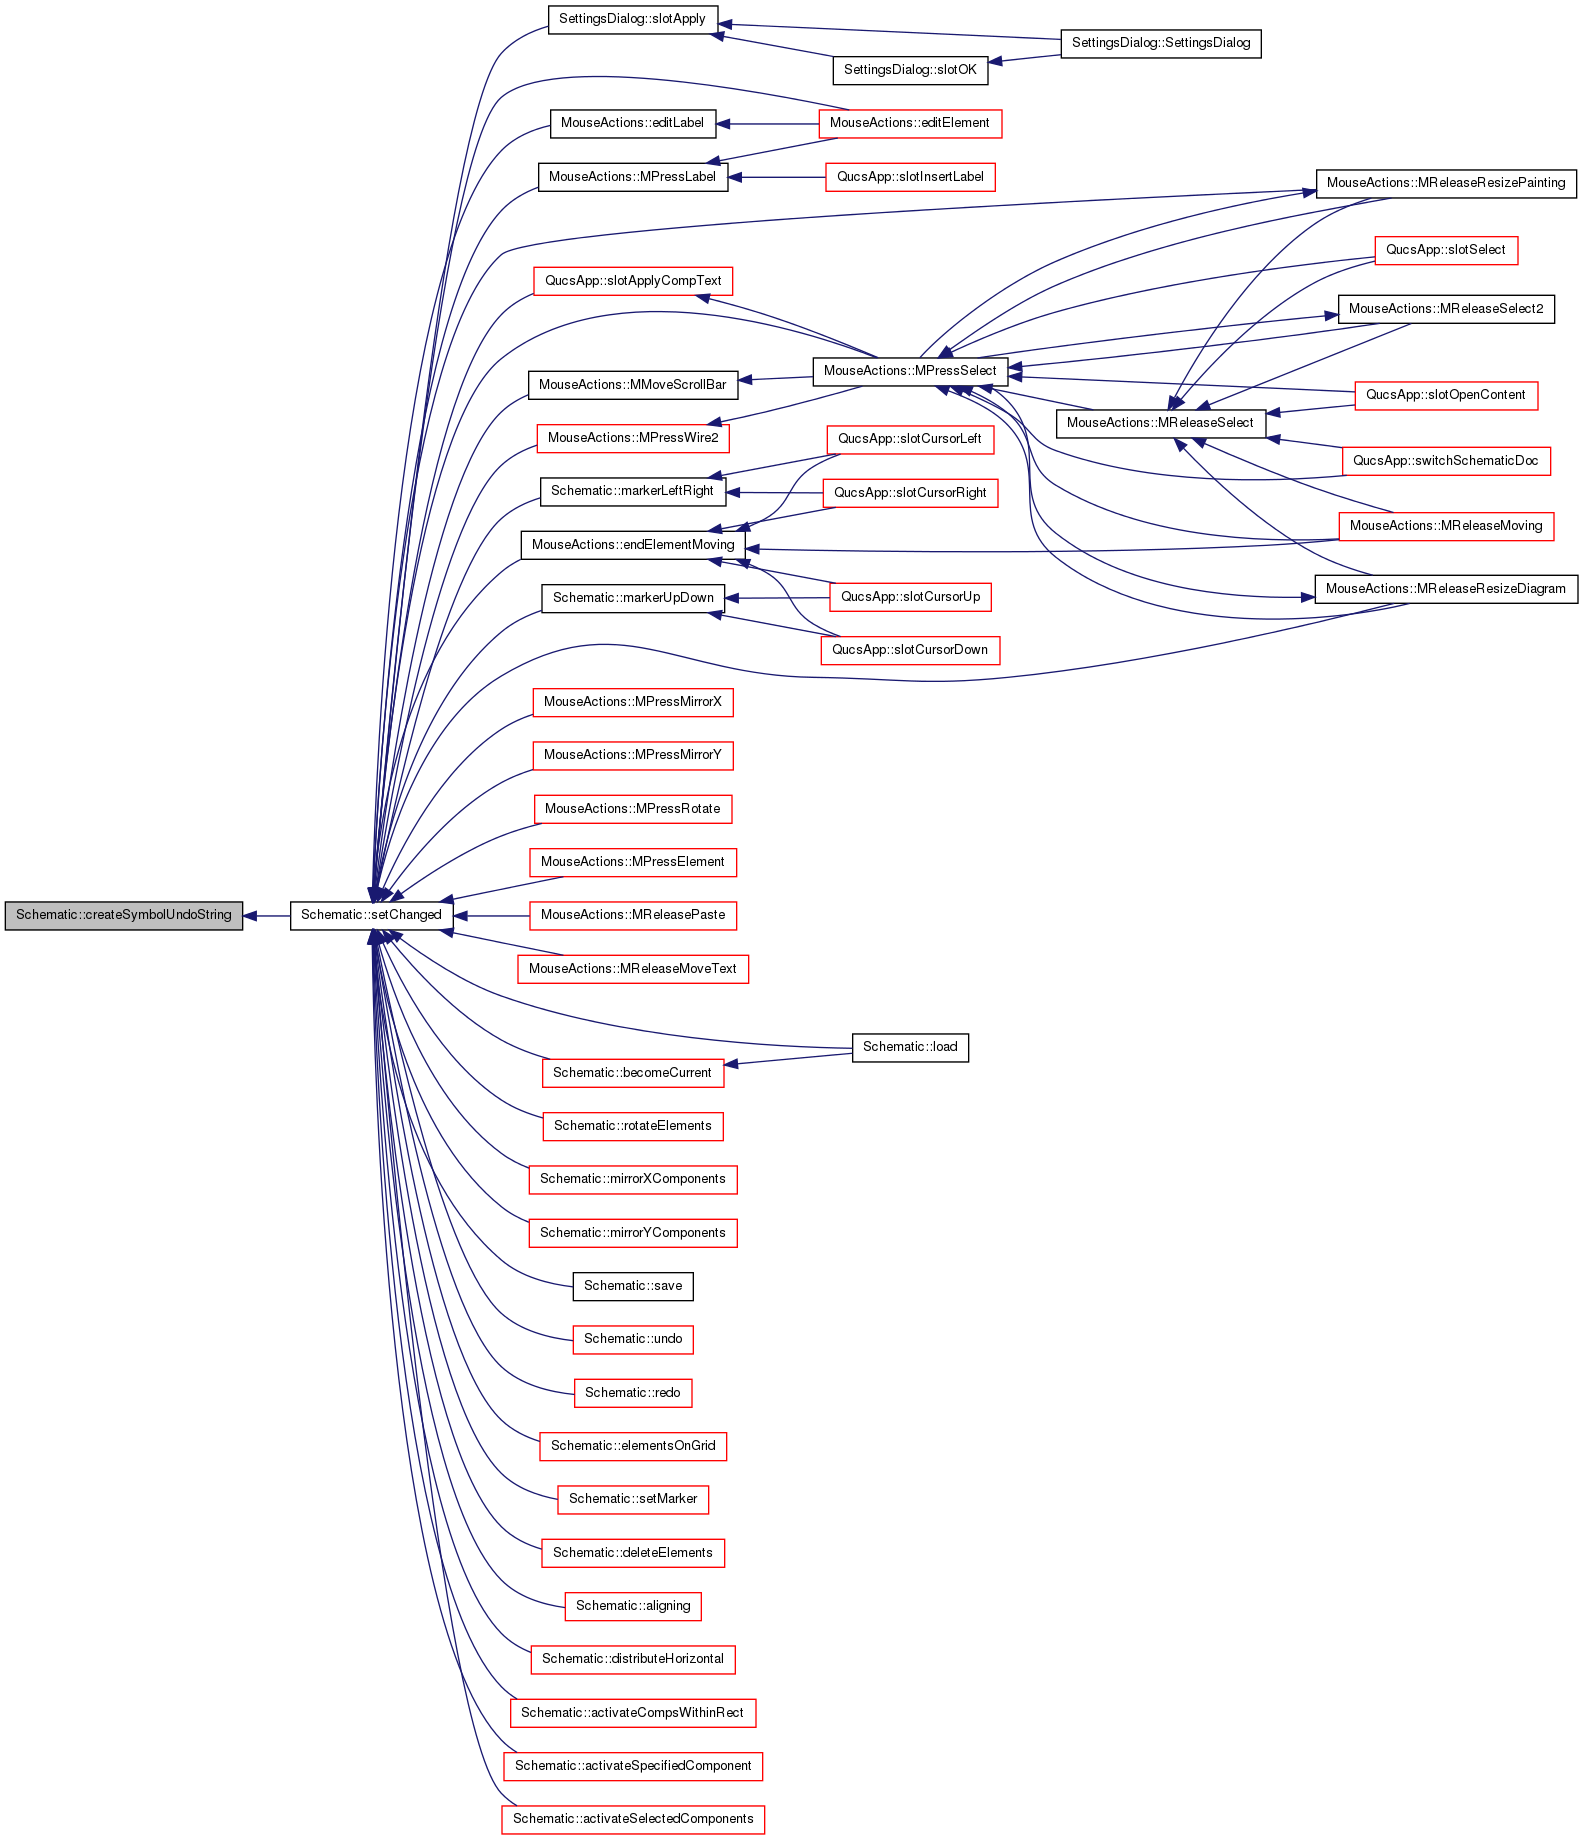 SettingsDialog::slotApply
SettingsDialog::SettingsDialog
SettingsDialog::slotOK
MouseActions::editLabel
MouseActions::editElement
MouseActions::MPressLabel
QucsApp::slotInsertLabel
MouseActions::MReleaseResizePainting
QucsApp::slotSelect
QucsApp::slotApplyCompText
MouseActions::MReleaseSelect2
MouseActions::MPressSelect
MouseActions::MMoveScrollBar
QucsApp::slotOpenContent
MouseActions::MReleaseSelect
MouseActions::MPressWire2
QucsApp::slotCursorLeft
QucsApp::switchSchematicDoc
Schematic::markerLeftRight
QucsApp::slotCursorRight
MouseActions::MReleaseMoving
MouseActions::endElementMoving
MouseActions::MReleaseResizeDiagram
Schematic::markerUpDown
QucsApp::slotCursorUp
QucsApp::slotCursorDown
MouseActions::MPressMirrorX
MouseActions::MPressMirrorY
MouseActions::MPressRotate
MouseActions::MPressElement
Schematic::createSymbolUndoString
Schematic::setChanged
MouseActions::MReleasePaste
MouseActions::MReleaseMoveText
Schematic::load
Schematic::becomeCurrent
Schematic::rotateElements
Schematic::mirrorXComponents
Schematic::mirrorYComponents
Schematic::save
Schematic::undo
Schematic::redo
Schematic::elementsOnGrid
Schematic::setMarker
Schematic::deleteElements
Schematic::aligning
Schematic::distributeHorizontal
Schematic::activateCompsWithinRect
Schematic::activateSpecifiedComponent
Schematic::activateSelectedComponents